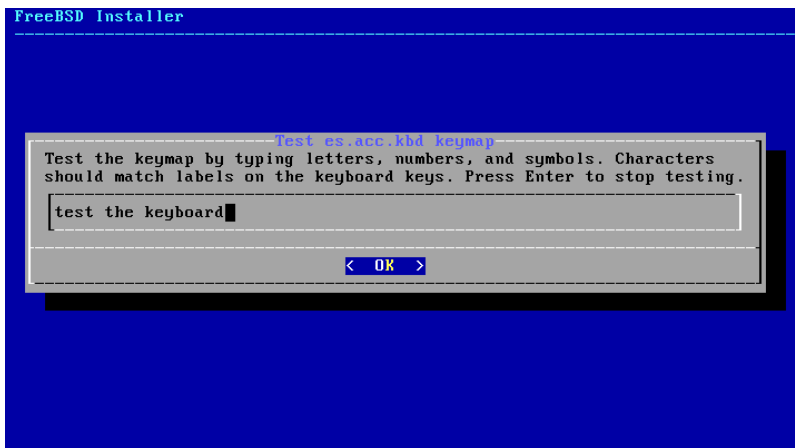 FreeBSD Installer
Test es.acc.kbd keymap
Test the keymap by typing letters, numbers, and symbols. Characters
should match labels on the keyboard keys. Press Enter to stop testing.
test the keyboard
< OK >